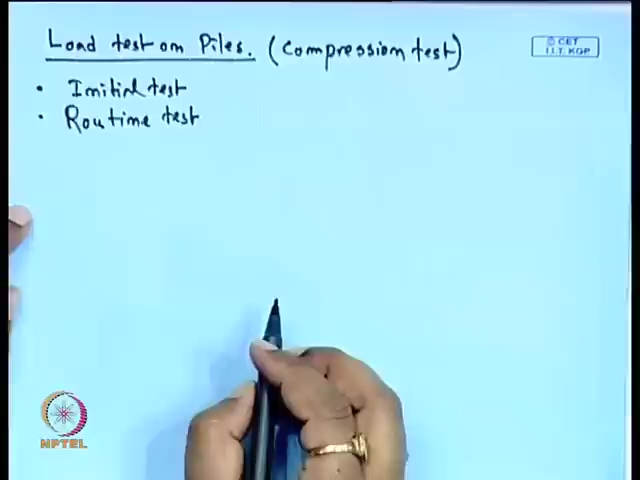 Load test on Piles. (Compression test)
© CET
I.I.T. KGP
• Initial test
• Routine test
NPTEL